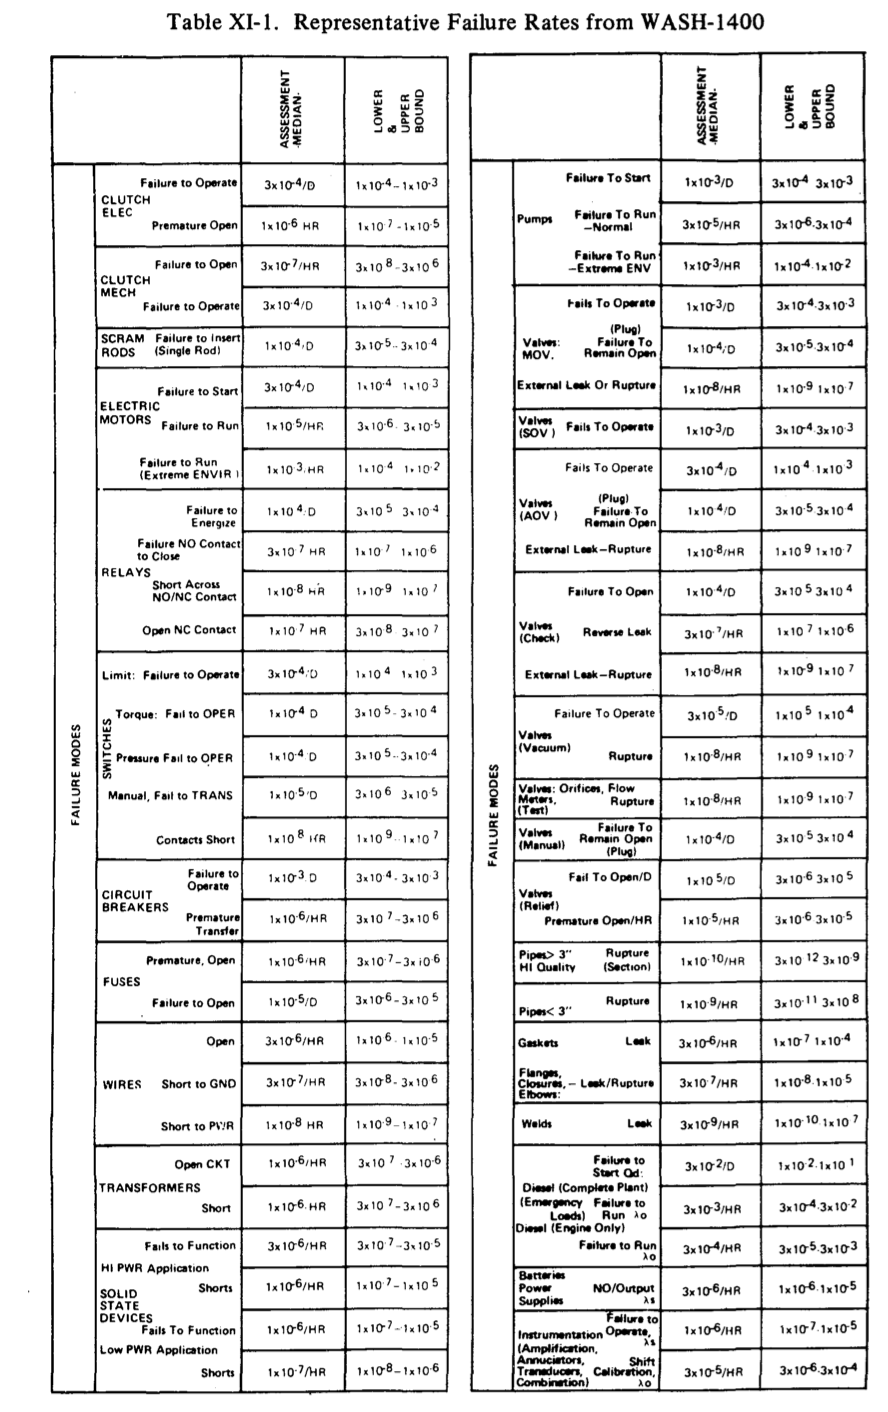 Table XI-1. Representative Failure Rates from WASH-1400
ASSESSMENT -MEDIAN-
LOWER & UPPER BOUND
FAILURE MODES
CLUTCH ELEC
Failure to Operate 3x10-4/D 1x10-4–1x10-3
Premature Open 1x10-6 HR 1x10-7-1x10-5
CLUTCH MECH
Failure to Open 3x10-7/HR 3x10 8–3x10 6
Failure to Operate 3x10-4/D 1x10-4 1x10 3
SCRAM RODS Failure to Insert (Single Rod) 1x10-4/D 3x10-5-3x10-4
ELECTRIC MOTORS
Failure to Start 3x10-4/D 1x10-4 1x10-3
Failure to Run 1x10-5/HR 3x10-6 3x10-5
Failure to Run (Extreme ENVIR) 1x10-3 HR 1x10-4 1x10-2
RELAYS
Failure to Energize 1x10 4/D 3x10 5 3x10-4
Failure NO Contact to Close 3x10-7 HR 1x10-7 1x10-6
Short Across NO/NC Contact 1x10-8 HR 1x10-9 1x10 7
Open NC Contact 1x10-7 HR 3x10 8 3x10 7
SWITCHES
Limit: Failure to Operate 3x10-4/D 1x10 4 1x10 3
Torque: Fail to OPER 1x10-4 D 3x10 5-3x10 4
Pressure Fail to OPER 1x10-4 D 3x10 5-3x10-4
Manual, Fail to TRANS 1x10-5/D 3x10 6 3x10-5
Contacts Short 1x10 8 HR 1x10 9-1x10 7
CIRCUIT BREAKERS
Failure to Operate 1x10-3 D 3x10-4-3x10-3
Premature Transfer 1x10-6/HR 3x10 7–3x10 6
FUSES
Premature, Open 1x10-6/HR 3x10-7–3x10-6
Failure to Open 1x10-5/D 3x10-6–3x10 5
WIRES
Open 3x10-6/HR 1x10 6-1x10-5
Short to GND 3x10-7/HR 3x10-8-3x10 6
Short to PWR 1x10-8 HR 1x10-9–1x10-7
TRANSFORMERS
Open CKT 1x10-6/HR 3x10 7 3x10-6
Short 1x10-6 HR 3x10 7–3x10 6
SOLID STATE DEVICES
HI PWR Application
Fails to Function 3x10-6/HR 3x10-7–3x10-5
Shorts 1x10-6/HR 1x10-7–1x10 5
Low PWR Application
Fails To Function 1x10-6/HR 1x10-7–1x10-5
Shorts 1x10-7/HR 1x10-8–1x10-6
ASSESSMENT -MEDIAN-
LOWER & UPPER BOUND
FAILURE MODES
Pumps
Failure To Start 1x10-3/D 3x10-4 3x10-3
Failure To Run –Normal 3x10-5/HR 3x10-6.3x10-4
Failure To Run –Extreme ENV 1x10-3/HR 1x10-4.1x10-2
Valves: MOV.
Fails To Operate 1x10-3/D 3x10-4.3x10-3
(Plug) Failure To Remain Open 1x10-4/D 3x10-5.3x10-4
External Leak Or Rupture 1x10-8/HR 1x10-9 1x10-7
Valves (SOV) Fails To Operate 1x10-3/D 3x10-4.3x10-3
Valves (AOV)
Fails To Operate 3x10-4/D 1x10 4.1x10 3
(Plug) Failure To Remain Open 1x10-4/D 3x10-5 3x10 4
External Leak–Rupture 1x10-8/HR 1x10 9 1x10-7
Valves (Check)
Failure To Open 1x10-4/D 3x10 5 3x10 4
Reverse Leak 3x10-7/HR 1x10 7 1x10-6
External Leak–Rupture 1x10-8/HR 1x10-9 1x10 7
Valves (Vacuum)
Failure To Operate 3x10 5/D 1x10 5 1x10-4
Rupture 1x10-8/HR 1x10 9 1x10-7
Valves: Orifices, Flow Meters, (Test) Rupture 1x10-8/HR 1x10-9 1x10-7
Valves (Manual) Failure To Remain Open (Plug) 1x10-4/D 3x10 5 3x10 4
Valves (Relief)
Fail To Open/D 1x10 5/D 3x10-6 3x10 5
Premature Open/HR 1x10-5/HR 3x10-6 3x10-5
Pipes> 3" HI Quality Rupture (Section) 1x10-10/HR 3x10 12 3x10-9
Pipes< 3" Rupture 1x10-9/HR 3x10-11 3x10 8
Gaskets Leak 3x10-6/HR 1x10-7 1x10-4
Flanges, Closures, – Leak/Rupture Elbows: 3x10-7/HR 1x10-8.1x10-5
Welds Leak 3x10-9/HR 1x10-10 1x10 7
Failure to Start Qd: 3x10-2/D 1x10-2.1x10 1
Diesel (Complete Plant)
(Emergency Loads) Failure to Run λo 3x10-3/HR 3x10-4.3x10-2
Diesel (Engine Only)
Failure to Run λo 3x10-4/HR 3x10-5.3x10-3
Batteries Power Supplies NO/Output λs 3x10-6/HR 1x10-6.1x10-5
Instrumentation (Amplification, Annuciators, Transducers, Combination)
Failure to Operate, λs 1x10-6/HR 1x10-7.1x10-5
Shift Calibration, λo 3x10-5/HR 3x10-6.3x10-4